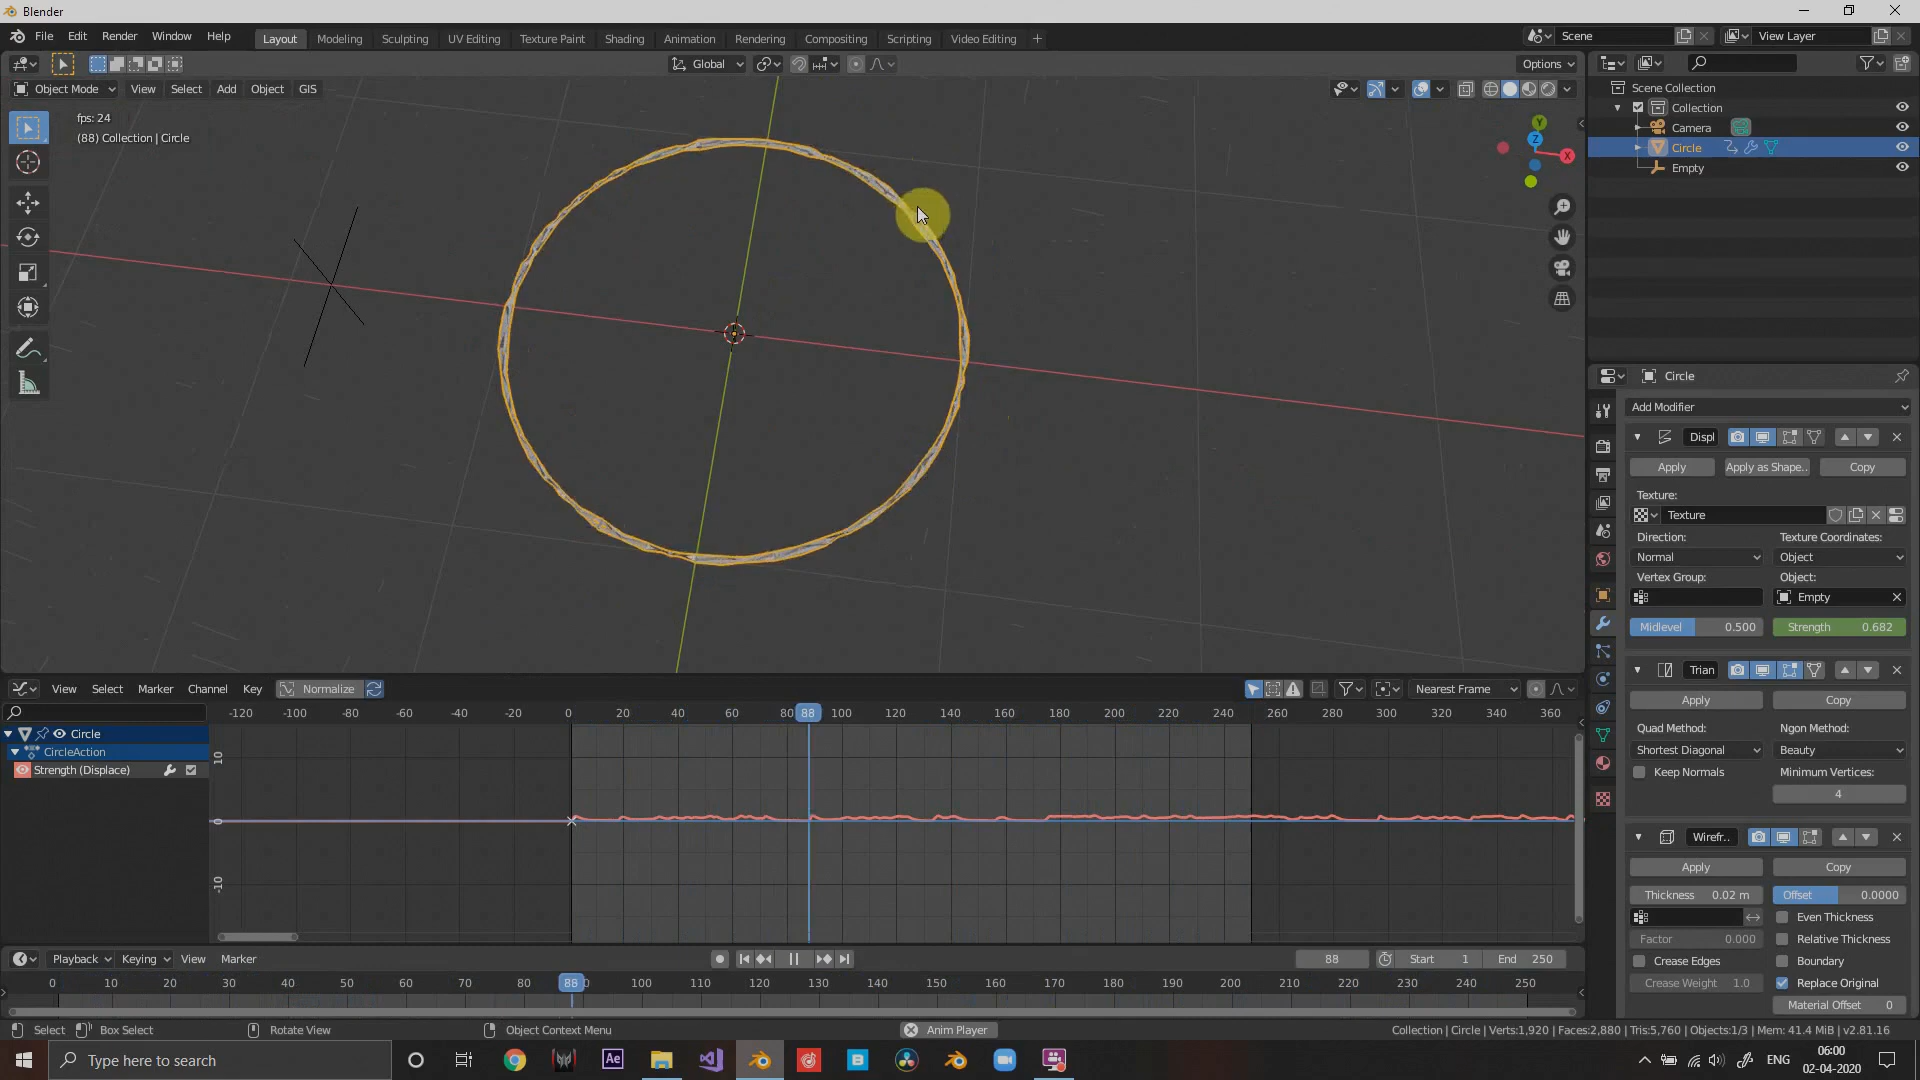 Blender
File Edit Render Window Help
Layout Modeling Sculpting UV Editing Texture Paint Shading Animation Rendering Compositing Scripting Video Editing +
Scene
View Layer
Global
Options
Object Mode View Select Add Object GIS
fps: 24
(88) Collection | Circle
Y
Z
X
Scene Collection
Collection
Camera
Circle
Empty
Circle
Add Modifier
Displ
Apply Apply as Shape.. Copy
Texture:
Texture
Direction: Texture Coordinates:
Normal Object
Vertex Group: Object:
Empty
Midlevel 0.500 Strength 0.682
Trian
Apply Copy
Quad Method: Ngon Method:
Shortest Diagonal Beauty
Keep Normals Minimum Vertices:
4
Wirefr..
Apply Copy
Thickness 0.02 m Offset 0.0000
Even Thickness
Factor 0.000 Relative Thickness
Crease Edges Boundary
Crease Weight 1.0 Replace Original
Material Offset 0
View Select Marker Channel Key Normalize Nearest Frame
-120 -100 -80 -60 -40 -20 0 20 40 60 80 88 100 120 140 160 180 200 220 240 260 280 300 320 340 360
Circle
CircleAction
Strength (Displace)
10
0
-10
Playback Keying View Marker 88 Start 1 End 250
0 10 20 30 40 50 60 70 80 88 100 110 120 130 140 150 160 170 180 190 200 210 220 230 240 250
Select Box Select Rotate View Object Context Menu Anim Player Collection | Circle | Verts:1,920 | Faces:2,880 | Tris:5,760 | Objects:1/3 | Mem: 41.4 MiB | v2.81.16
Type here to search
Ae
B
ENG
06:00
02-04-2020